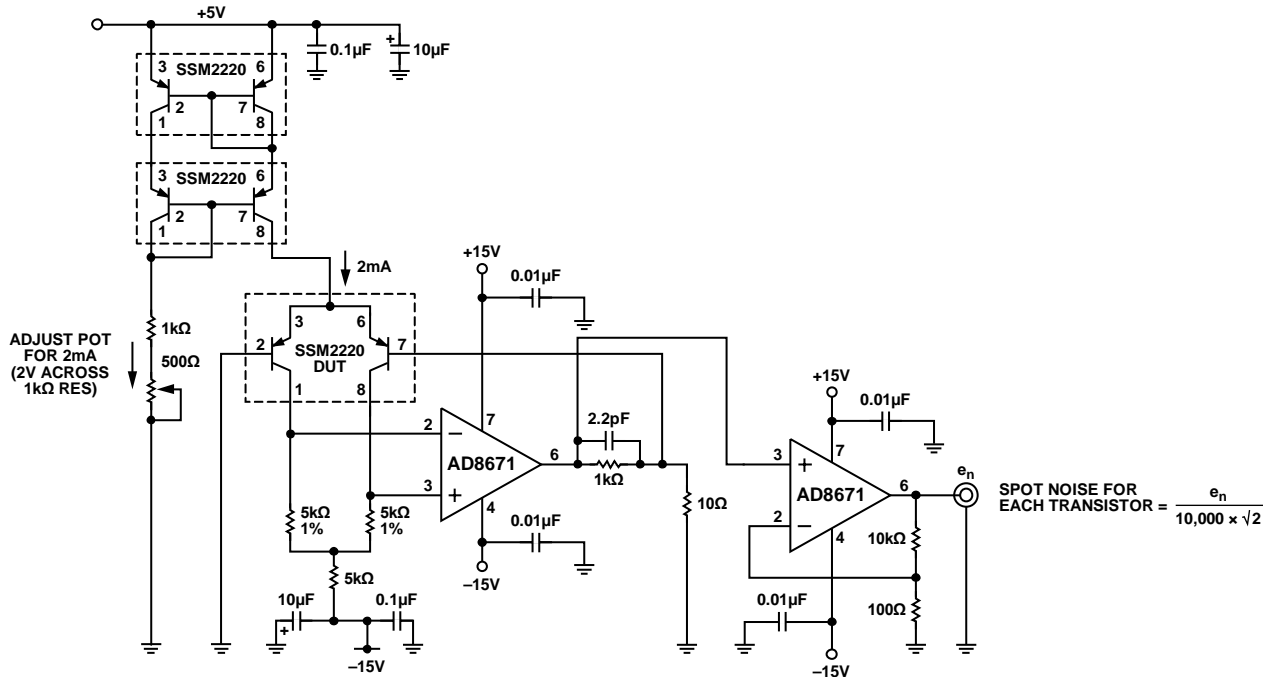 +5V
0.1µF
+
10µF
3
SSM2220
6
2
7
1
8
3
SSM2220
6
2
7
1
8
2mA
ADJUST POT
FOR 2mA
(2V ACROSS
1kΩ RES)
1kΩ
500Ω
3
6
2
SSM2220
DUT
7
1
8
+15V
0.01µF
2
–
7
AD8671
6
3
+
4
2.2pF
1kΩ
10Ω
5kΩ
1%
5kΩ
1%
0.01µF
–15V
5kΩ
10µF
+
0.1µF
–15V
+15V
0.01µF
3
+
7
AD8671
6
2
–
4
en
10kΩ
100Ω
0.01µF
–15V
SPOT NOISE FOR
EACH TRANSISTOR = en
10,000 × √2